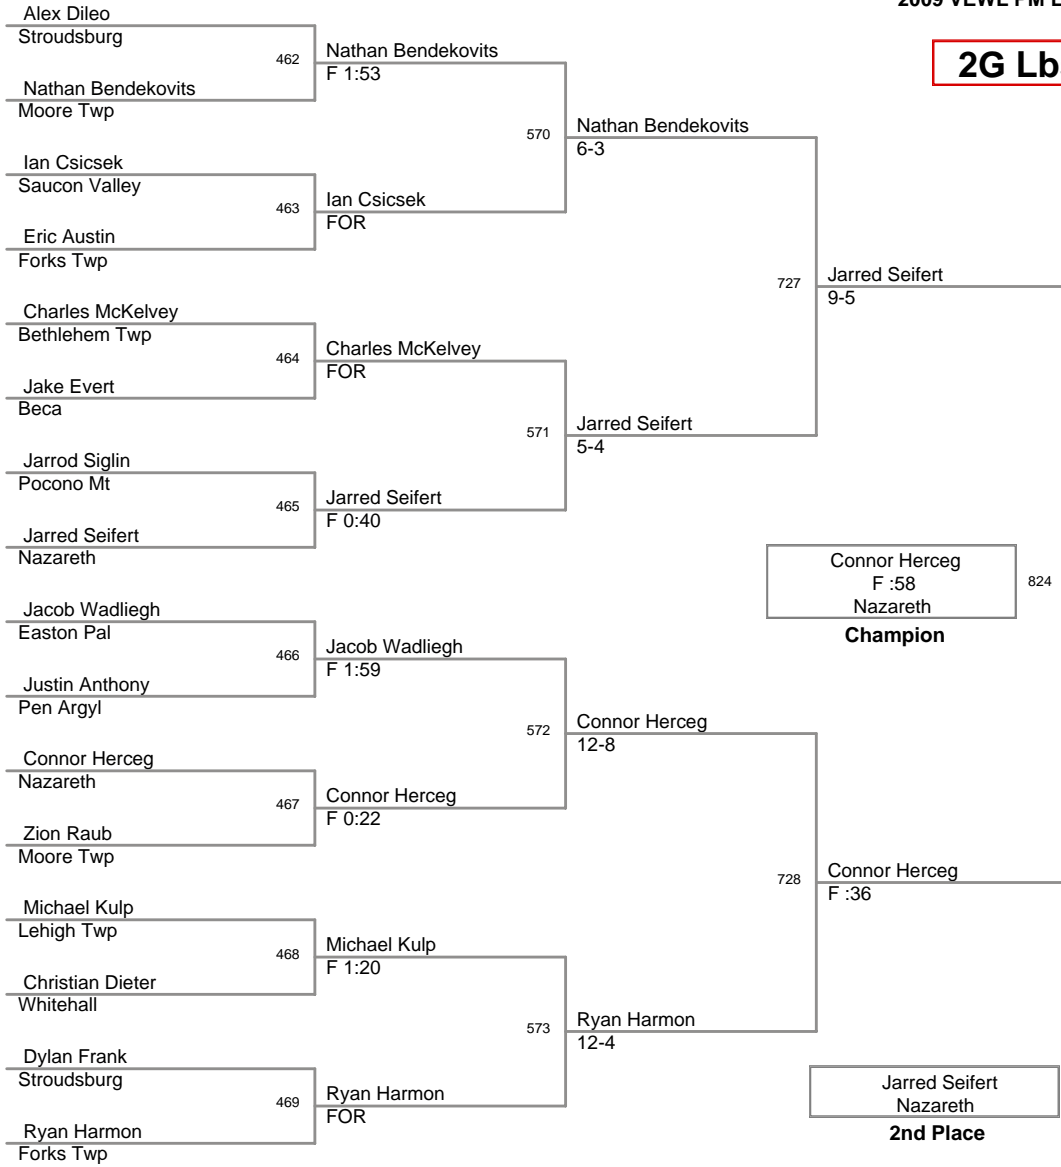 2009 VEWL PM
2G Lb
Alex Dileo
Stroudsburg
462
Nathan Bendekovits
F 1:53
Nathan Bendekovits
Moore Twp
570
Nathan Bendekovits
6-3
Ian Csicsek
Saucon Valley
463
Ian Csicsek
FOR
Eric Austin
Forks Twp
727
Jarred Seifert
9-5
Charles McKelvey
Bethlehem Twp
464
Charles McKelvey
FOR
Jake Evert
Beca
571
Jarred Seifert
5-4
Jarrod Siglin
Pocono Mt
465
Jarred Seifert
F 0:40
Jarred Seifert
Nazareth
Connor Herceg
F :58
Nazareth
824
Champion
Jacob Wadliegh
Easton Pal
466
Jacob Wadliegh
F 1:59
Justin Anthony
Pen Argyl
572
Connor Herceg
12-8
Connor Herceg
Nazareth
467
Connor Herceg
F 0:22
Zion Raub
Moore Twp
728
Connor Herceg
F :36
Michael Kulp
Lehigh Twp
468
Michael Kulp
F 1:20
Christian Dieter
Whitehall
573
Ryan Harmon
12-4
Dylan Frank
Stroudsburg
469
Ryan Harmon
FOR
Ryan Harmon
Forks Twp
Jarred Seifert
Nazareth
2nd Place